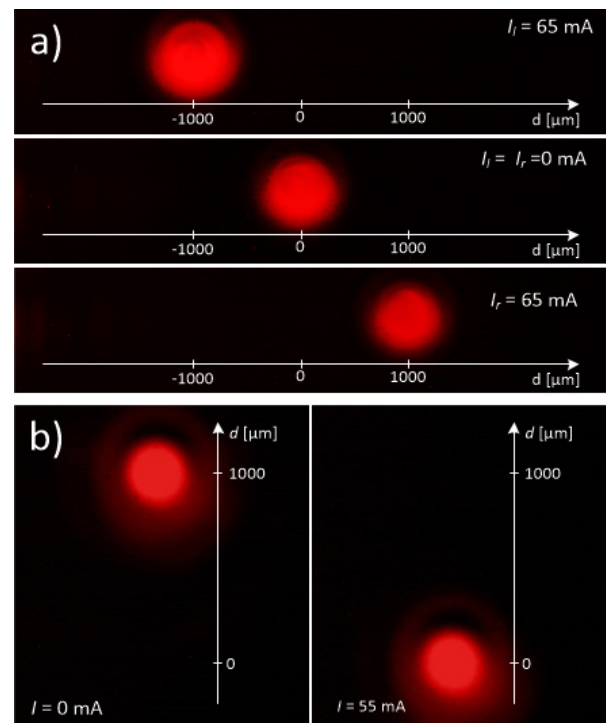 a)
I_l = 65 mA
-1000 0 1000 d [µm]
I_l = I_r =0 mA
-1000 0 1000 d [µm]
I_r = 65 mA
-1000 0 1000 d [µm]
b)
d [µm]
1000
0
I = 0 mA
d [µm]
1000
0
I = 55 mA